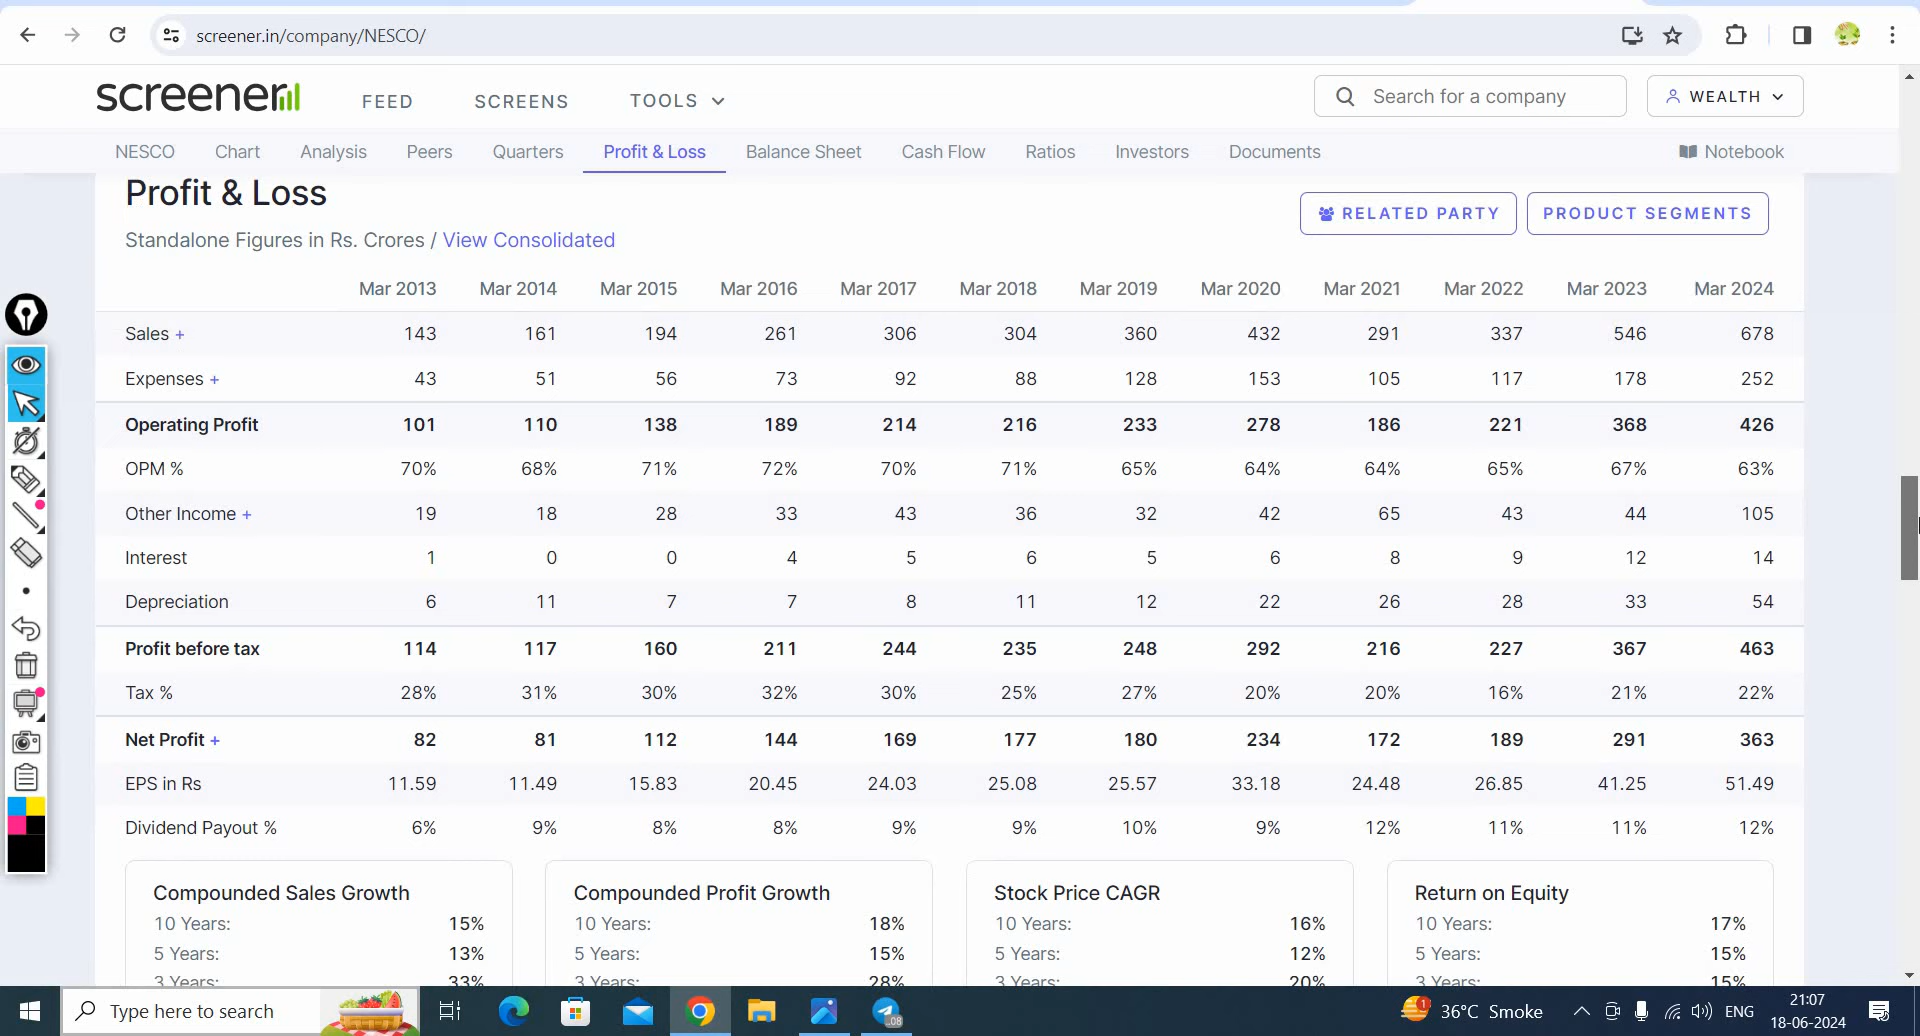 screener.in/company/NESCO/
screener FEED SCREENS TOOLS Search for a company WEALTH
NESCO Chart Analysis Peers Quarters Profit & Loss Balance Sheet Cash Flow Ratios Investors Documents Notebook
Profit & Loss
RELATED PARTY PRODUCT SEGMENTS
Standalone Figures in Rs. Crores / View Consolidated
Mar 2013 Mar 2014 Mar 2015 Mar 2016 Mar 2017 Mar 2018 Mar 2019 Mar 2020 Mar 2021 Mar 2022 Mar 2023 Mar 2024
Sales + 143 161 194 261 306 304 360 432 291 337 546 678
Expenses + 43 51 56 73 92 88 128 153 105 117 178 252
Operating Profit 101 110 138 189 214 216 233 278 186 221 368 426
OPM % 70% 68% 71% 72% 70% 71% 65% 64% 64% 65% 67% 63%
Other Income + 19 18 28 33 43 36 32 42 65 43 44 105
Interest 1 0 0 4 5 6 5 6 8 9 12 14
Depreciation 6 11 7 7 8 11 12 22 26 28 33 54
Profit before tax 114 117 160 211 244 235 248 292 216 227 367 463
Tax % 28% 31% 30% 32% 30% 25% 27% 20% 20% 16% 21% 22%
Net Profit + 82 81 112 144 169 177 180 234 172 189 291 363
EPS in Rs 11.59 11.49 15.83 20.45 24.03 25.08 25.57 33.18 24.48 26.85 41.25 51.49
Dividend Payout % 6% 9% 8% 8% 9% 9% 10% 9% 12% 11% 11% 12%
Compounded Sales Growth Compounded Profit Growth Stock Price CAGR Return on Equity
10 Years: 15% 10 Years: 18% 10 Years: 16% 10 Years: 17%
5 Years: 13% 5 Years: 15% 5 Years: 12% 5 Years: 15%
3 Years: 33% 3 Years: 28% 3 Years: 20% 3 Years: 15%
Type here to search .08 1 36°C Smoke ENG 21:07
18-06-2024